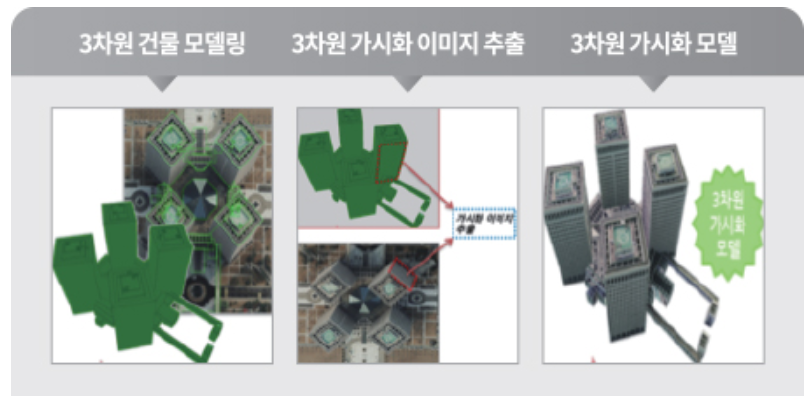 3차원 건물 모델링
3차원 가시화 이미지 추출
3차원 가시화 모델
가시화 이미지
추출
3차원
가시화
모델